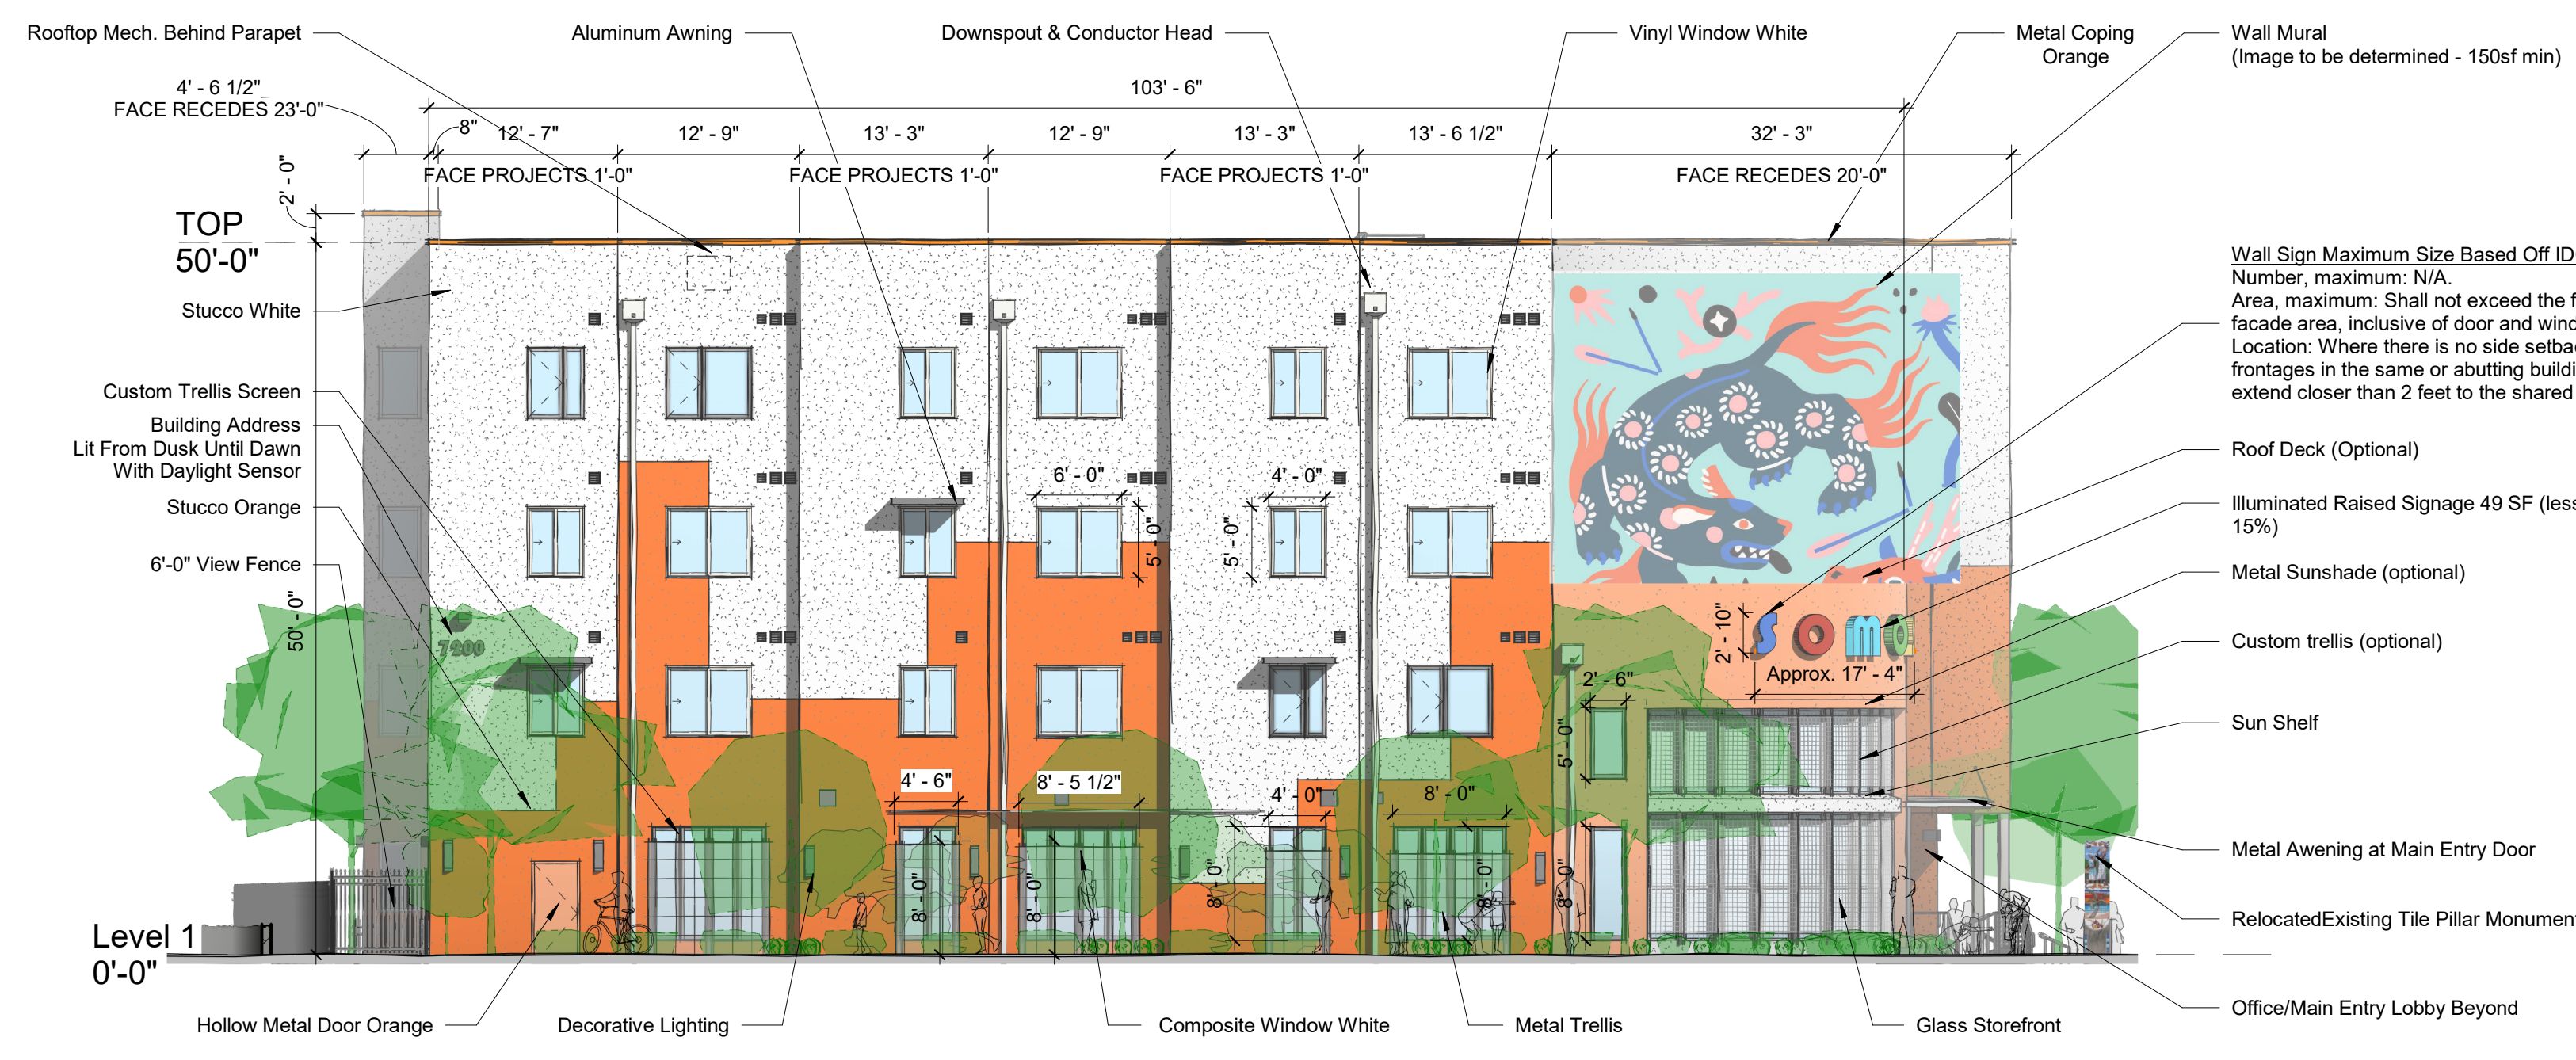 Rooftop Mech. Behind Parapet
Aluminum Awning
Downspout & Conductor Head
Vinyl Window White
Metal Coping
Orange
Wall Mural
(Image to be determined - 150sf min)
4' - 6 1/2"
FACE RECEDES 23'-0"
103' - 6"
8"
12' - 7"
12' - 9"
13' - 3"
12' - 9"
13' - 3"
13' - 6 1/2"
32' - 3"
FACE PROJECTS 1'-0"
FACE PROJECTS 1'-0"
FACE PROJECTS 1'-0"
FACE RECEDES 20'-0"
2' - 0"
TOP
50'-0"
Stucco White
Custom Trellis Screen
Building Address
Lit From Dusk Until Dawn
With Daylight Sensor
Stucco Orange
6'-0" View Fence
50' - 0"
7200
6' - 0"
5' - 0"
4' - 0"
5' - 0"
Wall Sign Maximum Size Based Off ID
Number, maximum: N/A.
Area, maximum: Shall not exceed the
facade area, inclusive of door and
Location: Where there is no side
frontages in the same or abutting
extend closer than 2 feet to the shared
Roof Deck (Optional)
Illuminated Raised Signage 49 SF
15%)
Metal Sunshade (optional)
Custom trellis (optional)
Sun Shelf
Metal Awening at Main Entry Door
RelocatedExisting Tile Pillar
Office/Main Entry Lobby Beyond
somo
2' - 10"
Approx. 17' - 4"
2' - 6"
5' - 0"
4' - 6"
8' - 5 1/2"
4' - 0"
8' - 0"
8' - 0"
8' - 0"
8' - 0"
8' - 0"
8' - 0"
Level 1
0'-0"
Hollow Metal Door Orange
Decorative Lighting
Composite Window White
Metal Trellis
Glass Storefront